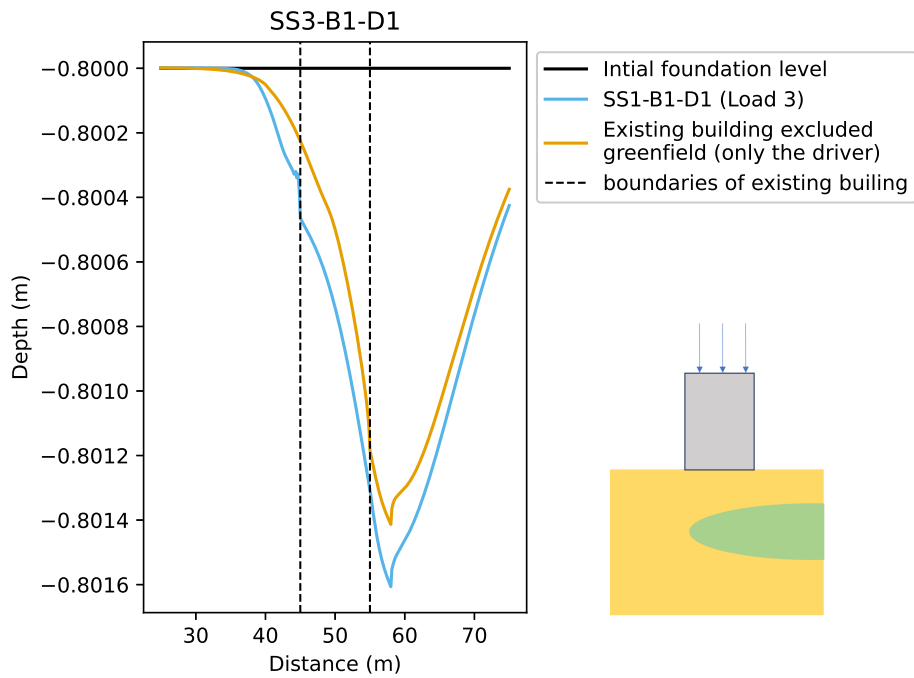 SS3-B1-D1
−0.8000
−0.8002
−0.8004
−0.8006
−0.8008
−0.8010
−0.8012
−0.8014
−0.8016
Depth (m)
30 40 50 60 70
Distance (m)
Intial foundation level
SS1-B1-D1 (Load 3)
Existing building excluded
greenfield (only the driver)
boundaries of existing builing